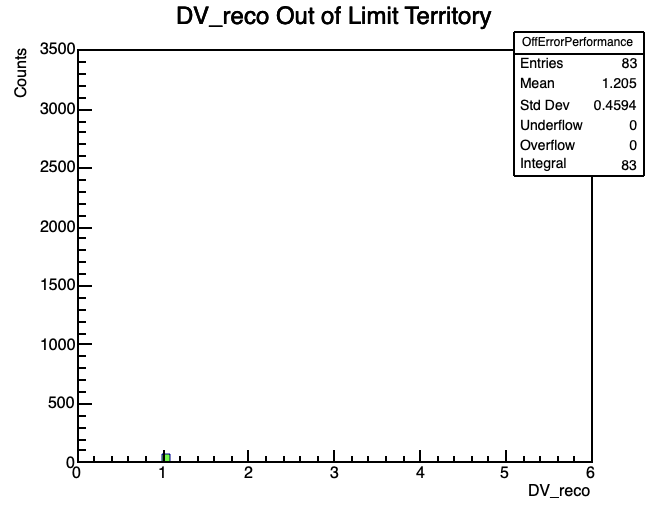 DV_reco Out of Limit Territory
OffErrorPerformance
Entries 83
Mean 1.205
Std Dev 0.4594
Underflow 0
Overflow 0
Integral 83
Counts
3500
3000
2500
2000
1500
1000
500
0
0 1 2 3 4 5 6
DV_reco